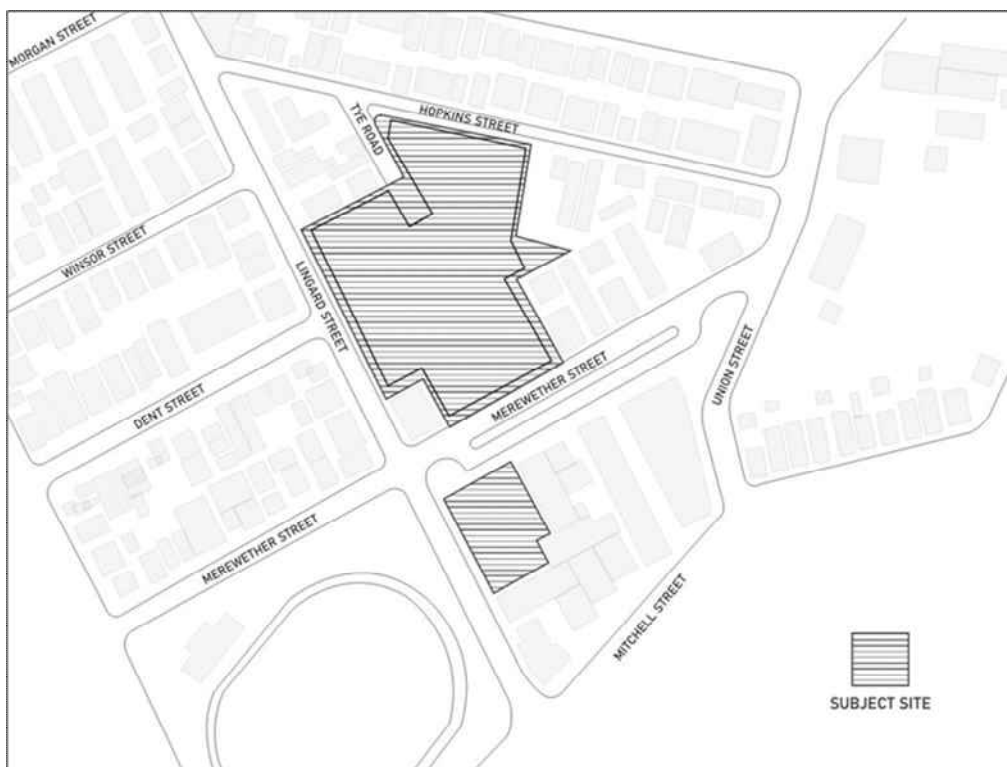 MORGAN STREET
TYE ROAD
HOPKINS STREET
WINSOR STREET
LINGARD STREET
DENT STREET
MEREWETHER STREET
UNION STREET
MEREWETHER STREET
MITCHELL STREET
SUBJECT SITE